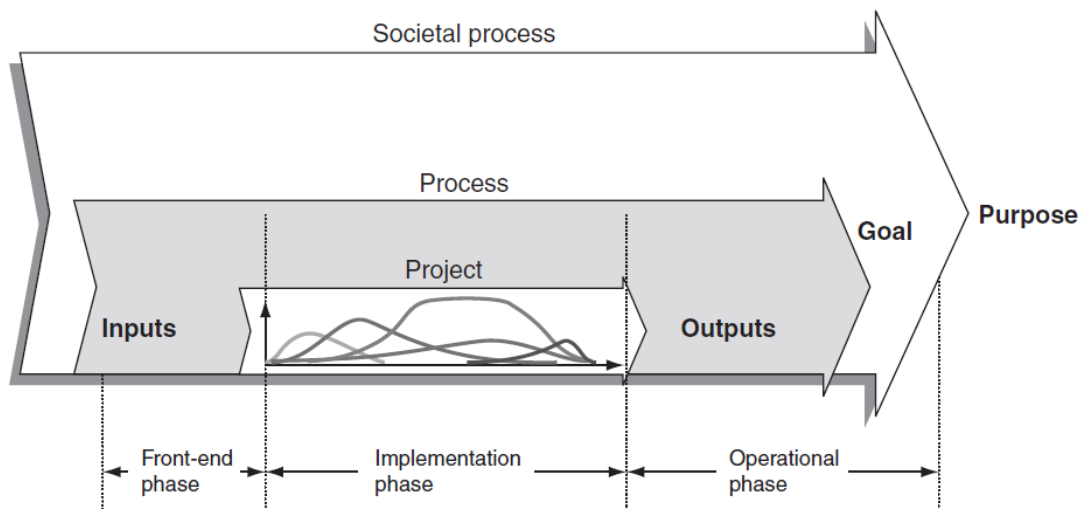 Societal process
Process
Goal
Purpose
Project
Inputs
Outputs
Front-end
phase
Implementation
phase
Operational
phase